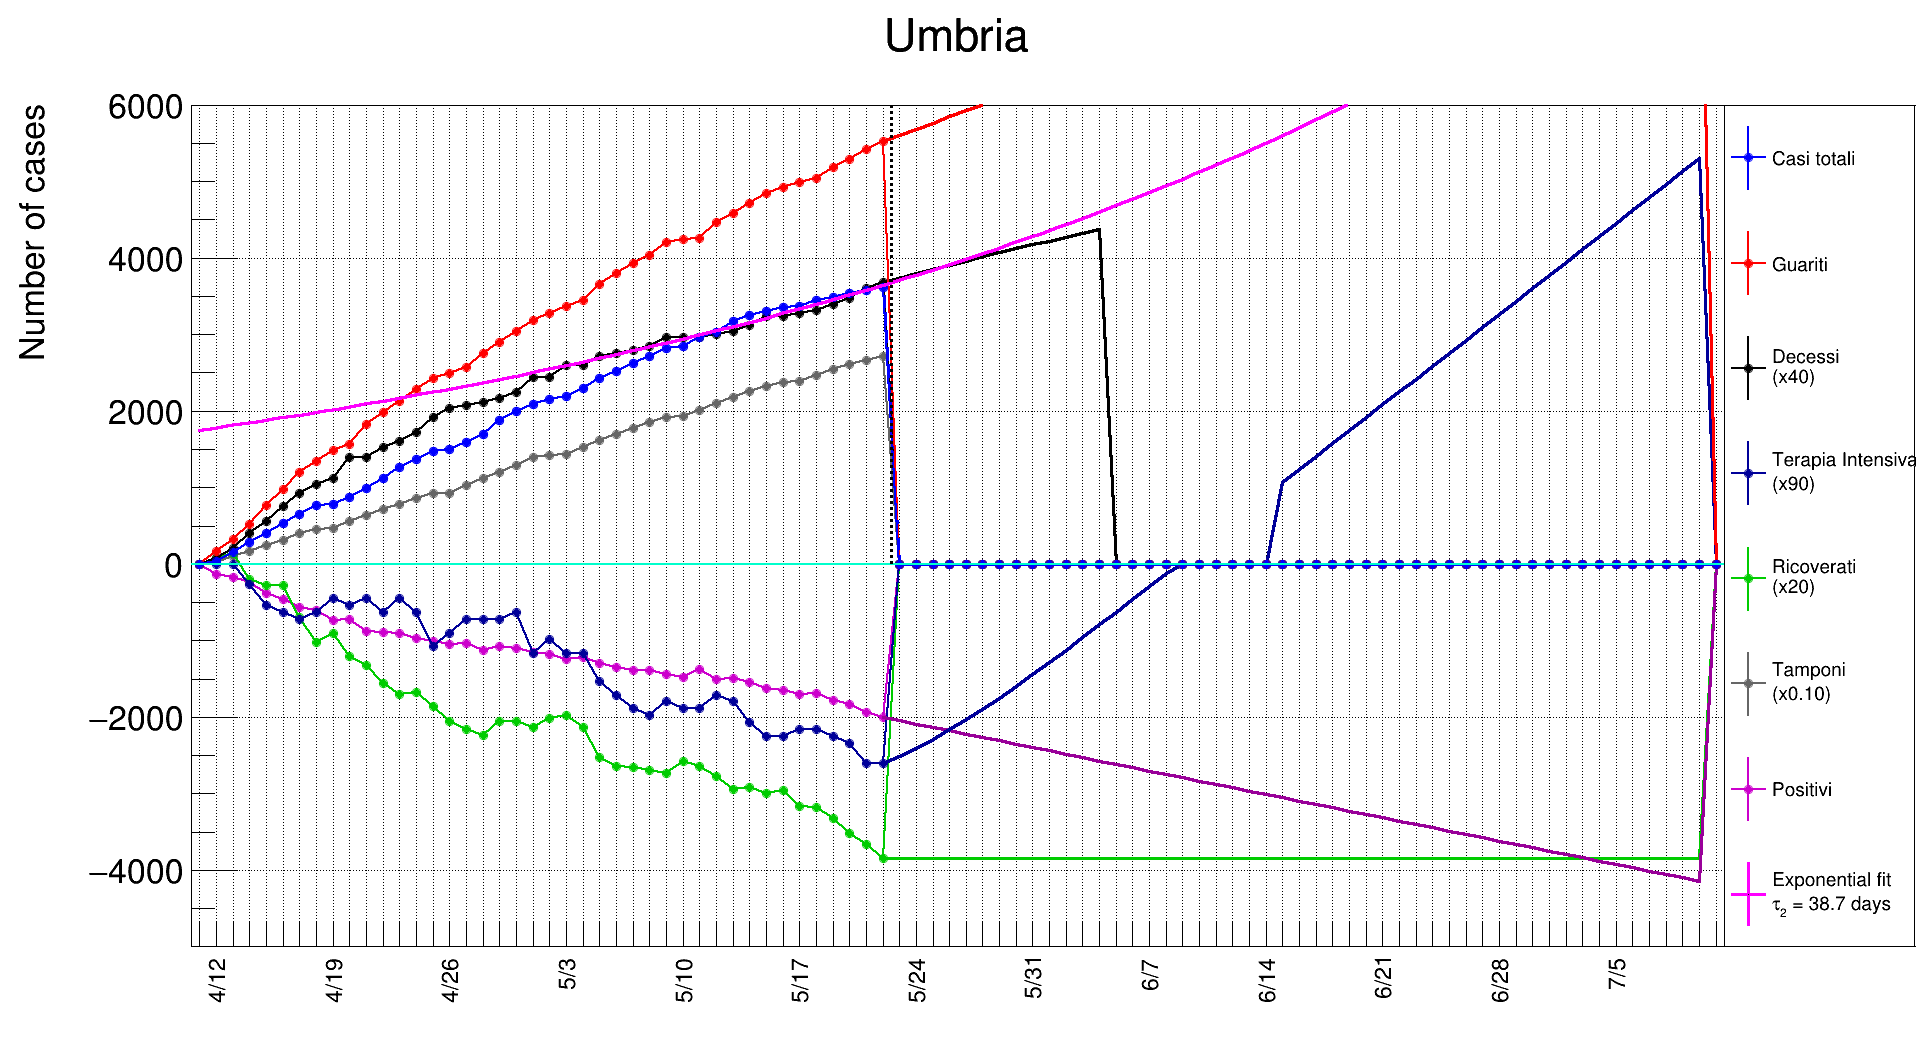 Umbria
Number of cases
6000
4000
2000
0
−2000
−4000
4/12
4/19
4/26
5/3
5/10
5/17
5/24
5/31
6/7
6/14
6/21
6/28
7/5
Casi totali
Guariti
Decessi
(x40)
Terapia Intensiva
(x90)
Ricoverati
(x20)
Tamponi
(x0.10)
Positivi
Exponential fit
τ2 = 38.7 days